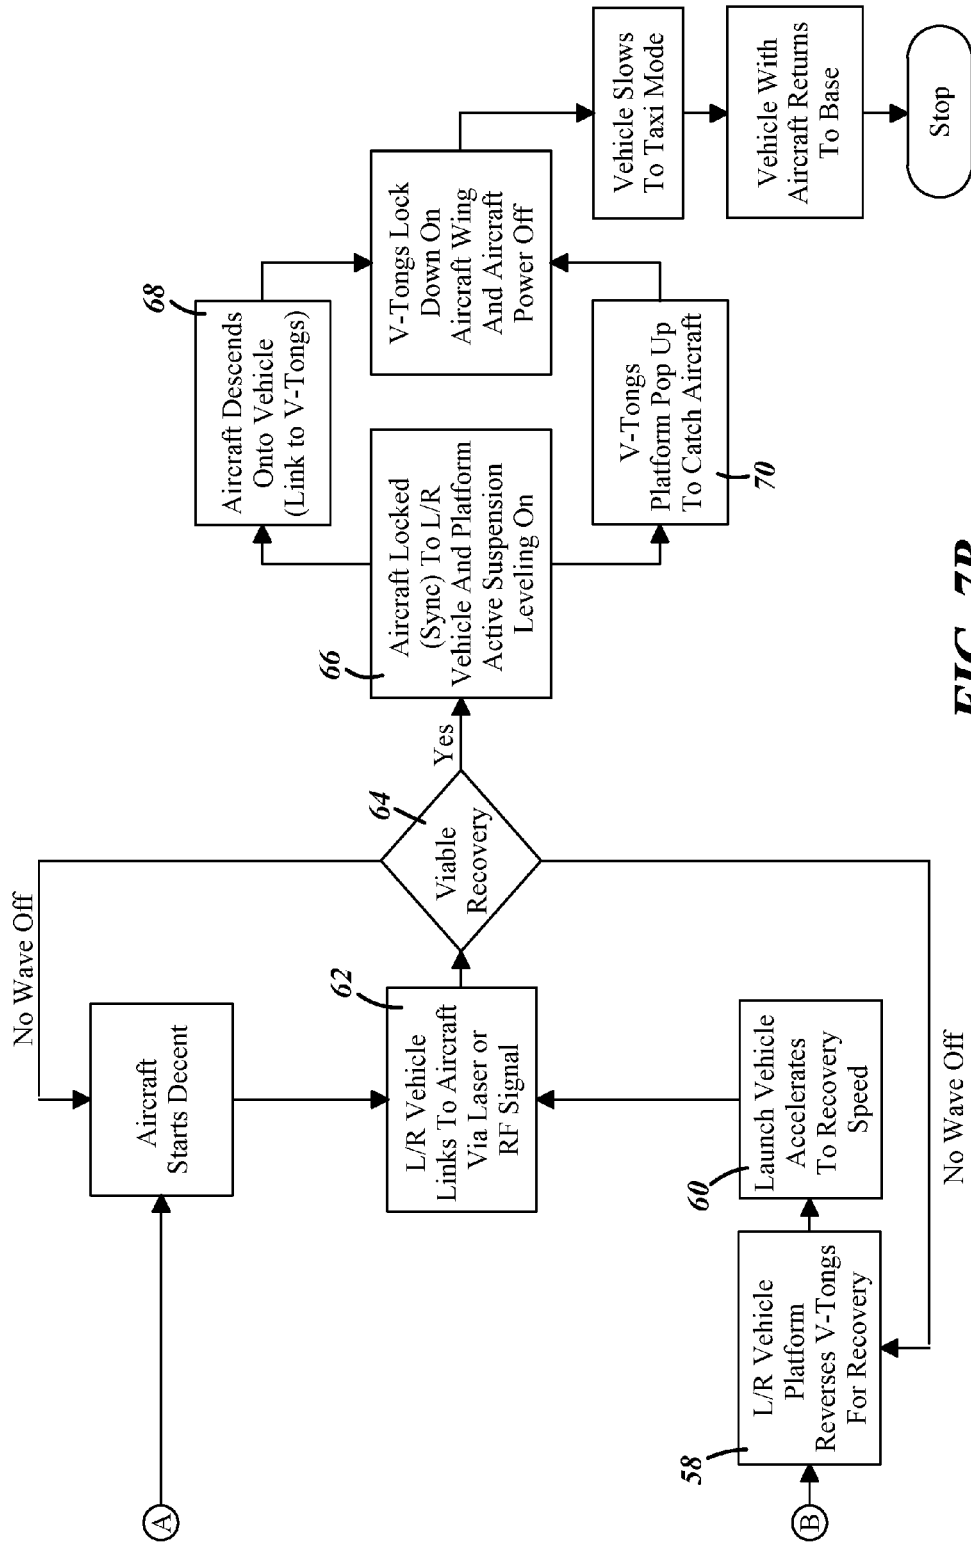 A
No Wave Off
Aircraft
Starts Decent
B
58
L/R Vehicle
Platform
Reverses V-Tongs
For Recovery
60
Launch Vehicle
Accelerates
To Recovery
Speed
No Wave Off
62
L/R Vehicle
Links To Aircraft
Via Laser or
RF Signal
64
Viable
Recovery
Yes
66
Aircraft Locked
(Sync) To L/R
Vehicle And Platform
Active Suspension
Leveling On
68
Aircraft Descends
Onto Vehicle
(Link to V-Tongs)
V-Tongs
Platform Pop Up
To Catch Aircraft
70
V-Tongs Lock
Down On
Aircraft Wing
And Aircraft
Power Off
Vehicle Slows
To Taxi Mode
Vehicle With
Aircraft Returns
To Base
Stop
FIG. 7B